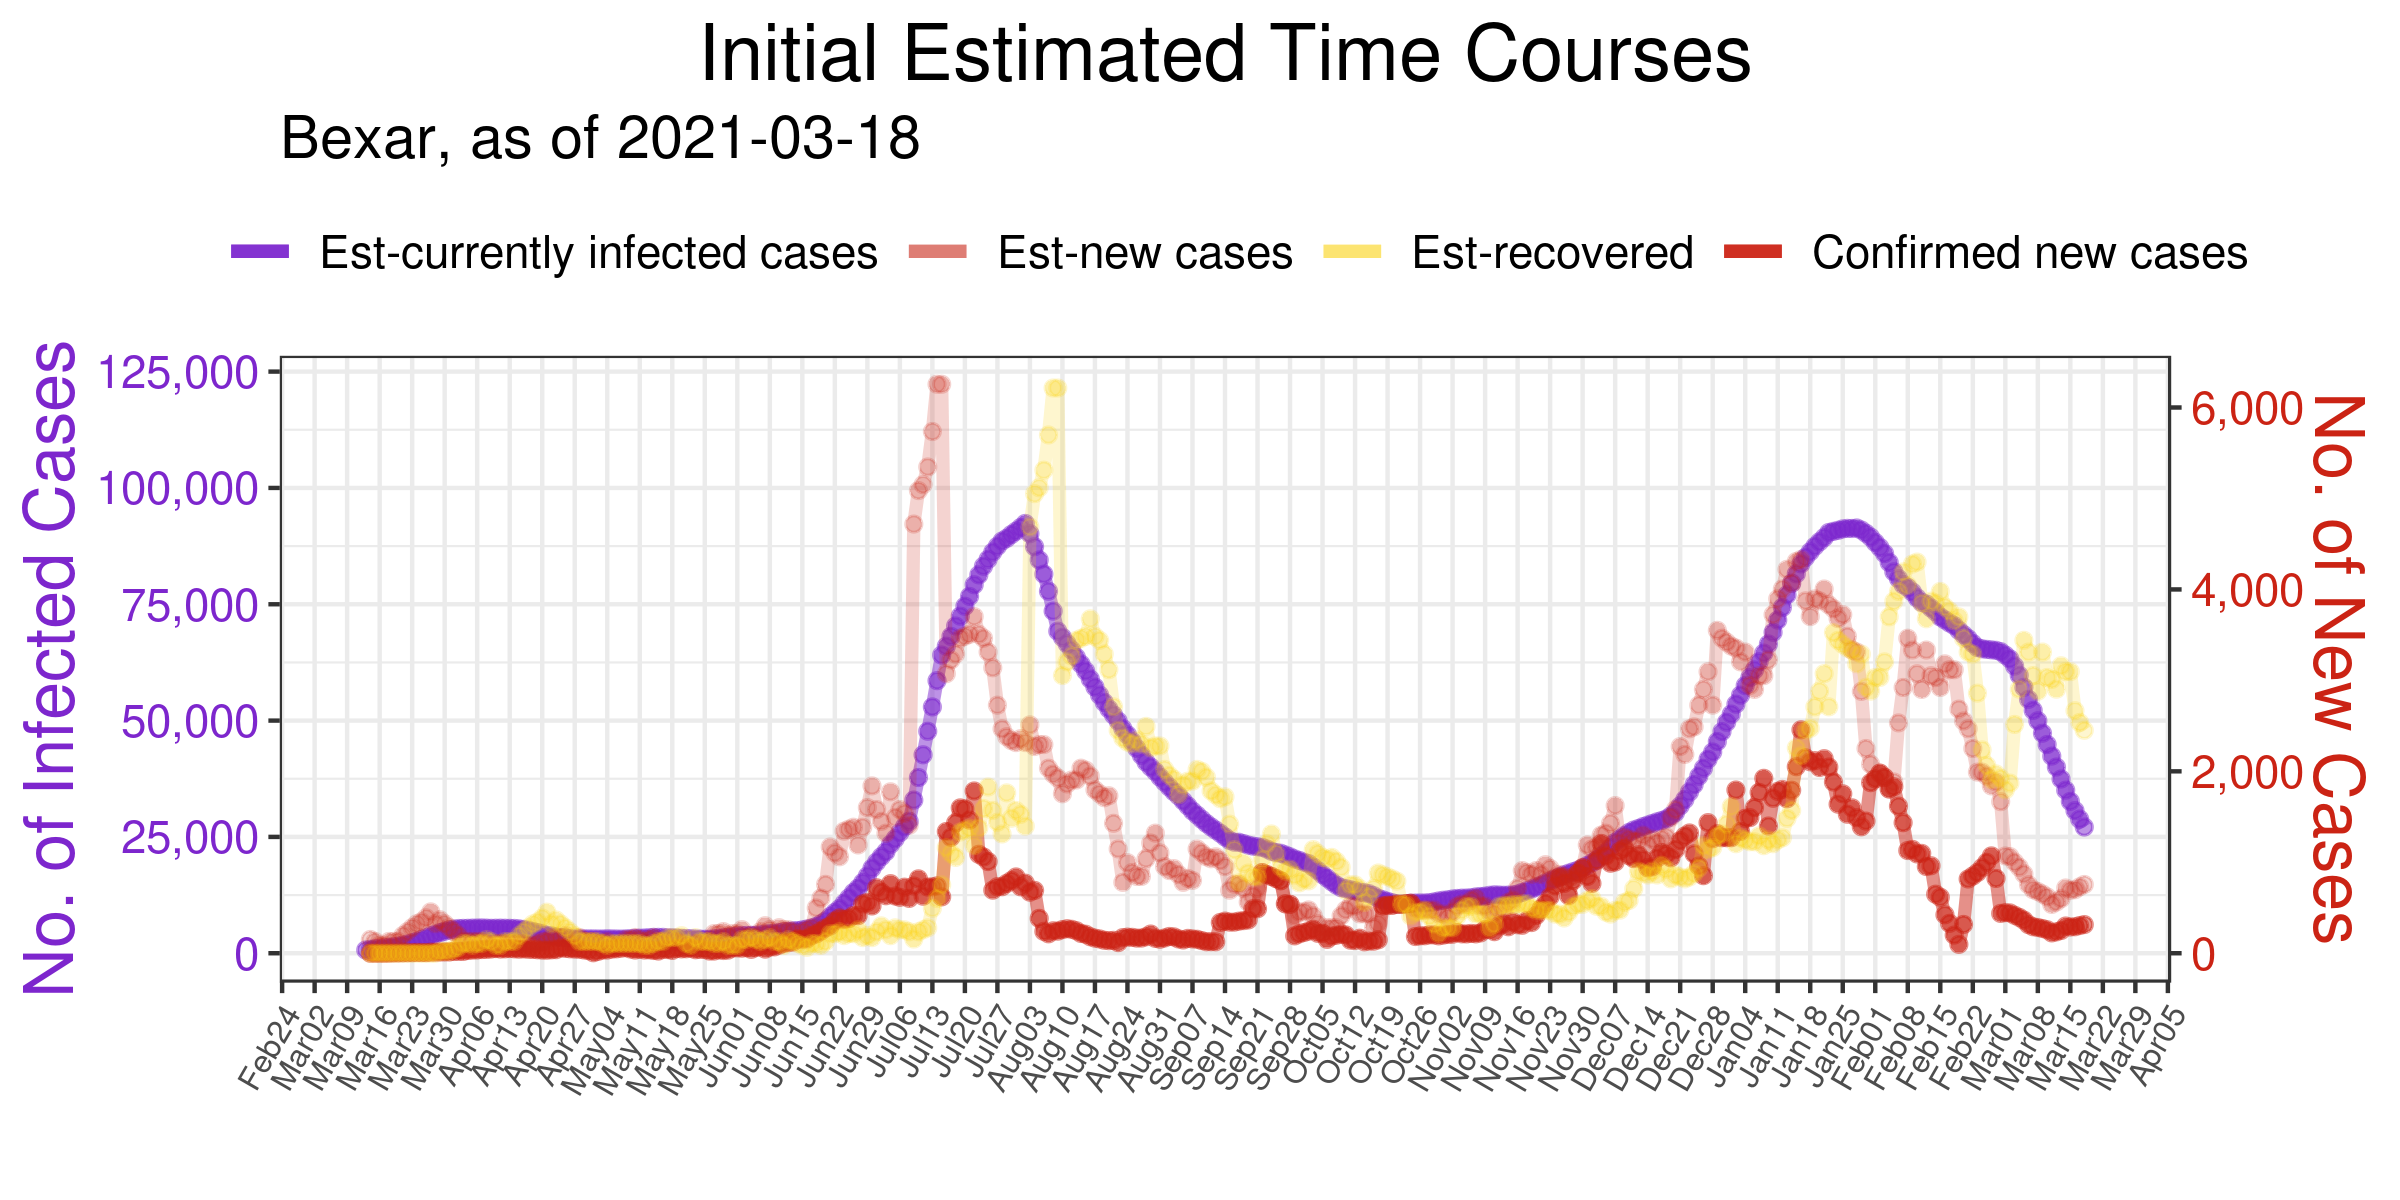 Initial Estimated Time Courses
Bexar, as of 2021-03-18
Est-currently infected cases Est-new cases Est-recovered Confirmed new cases
No. of Infected Cases
125,000
100,000
75,000
50,000
25,000
0
6,000
4,000
2,000
0
No. of New Cases
Feb24
Mar02
Mar09
Mar16
Mar23
Mar30
Apr06
Apr13
Apr20
Apr27
May04
May11
May18
May25
Jun01
Jun08
Jun15
Jun22
Jun29
Jul06
Jul13
Jul20
Jul27
Aug03
Aug10
Aug17
Aug24
Aug31
Sep07
Sep14
Sep21
Sep28
Oct05
Oct12
Oct19
Oct26
Nov02
Nov09
Nov16
Nov23
Nov30
Dec07
Dec14
Dec21
Dec28
Jan04
Jan11
Jan18
Jan25
Feb01
Feb08
Feb15
Feb22
Mar01
Mar08
Mar15
Mar22
Mar29
Apr05